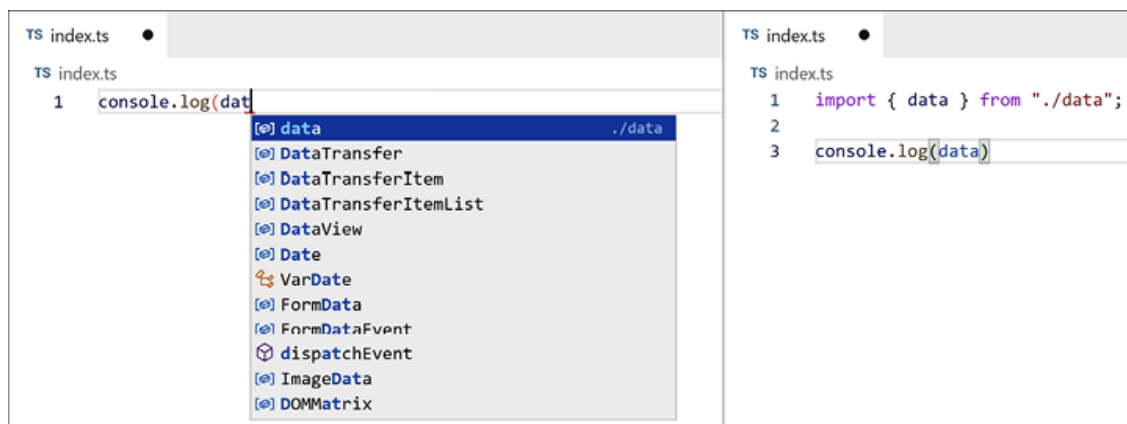 TS index.ts ●
TS index.ts
1 console.log(dat
data ./data
DataTransfer
DataTransferItem
DataTransferItemList
DataView
Date
VarDate
FormData
FormDataEvent
dispatchEvent
ImageData
DOMMatrix
TS index.ts ●
TS index.ts
1 import { data } from "./data";
2
3 console.log(data)